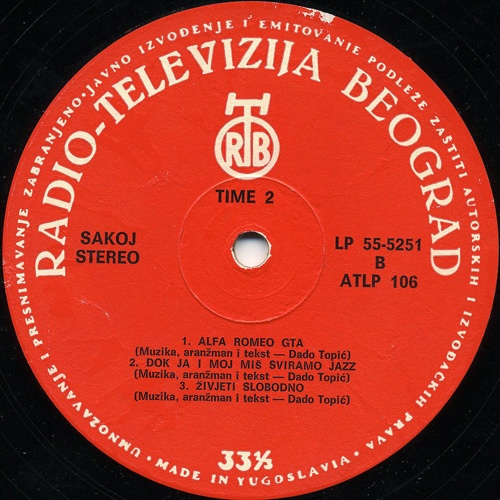 UMNOŽAVANJE I PRESNIMAVANJE ZABRANJENO • JAVNO IZVOĐENJE I EMITOVANJE PODLEŽE ZAŠTITI AUTORSKIH I IZVOĐAČKIH PRAVA •
RADIO-TELEVIZIJA BEOGRAD
RTB
TIME 2
SAKOJ
STEREO
LP 55-5251
B
ATLP 106
1. ALFA ROMEO GTA
(Muzika, aranžman i tekst — Dado Topić)
2. DOK JA I MOJ MIŠ SVIRAMO JAZZ
(Muzika, aranžman i tekst — Dado Topić)
3. ŽIVJETI SLOBODNO
(Muzika, aranžman i tekst — Dado Topić)
33⅓
• MADE IN YUGOSLAVIA •